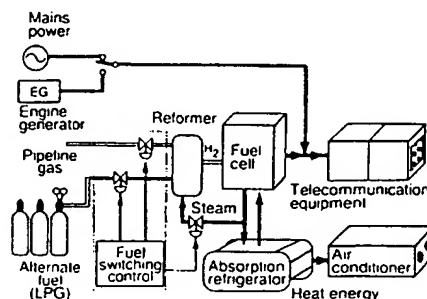 Mains
power
EG
Engine
generator
Reformer
Pipeline
gas
H2
Fuel
cell
Telecommunication
equipment
Steam
Alternate
fuel
(LPG)
Fuel
switching
control
Absorption
refrigerator
Heat energy
Air
conditioner